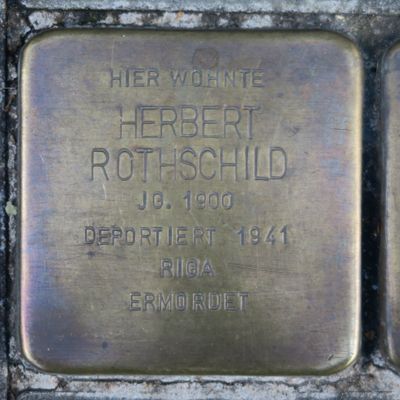 HIER WOHNTE
HERBERT
ROTHSCHILD
JG. 1900
DEPORTIERT 1941
RIGA
ERMORDET